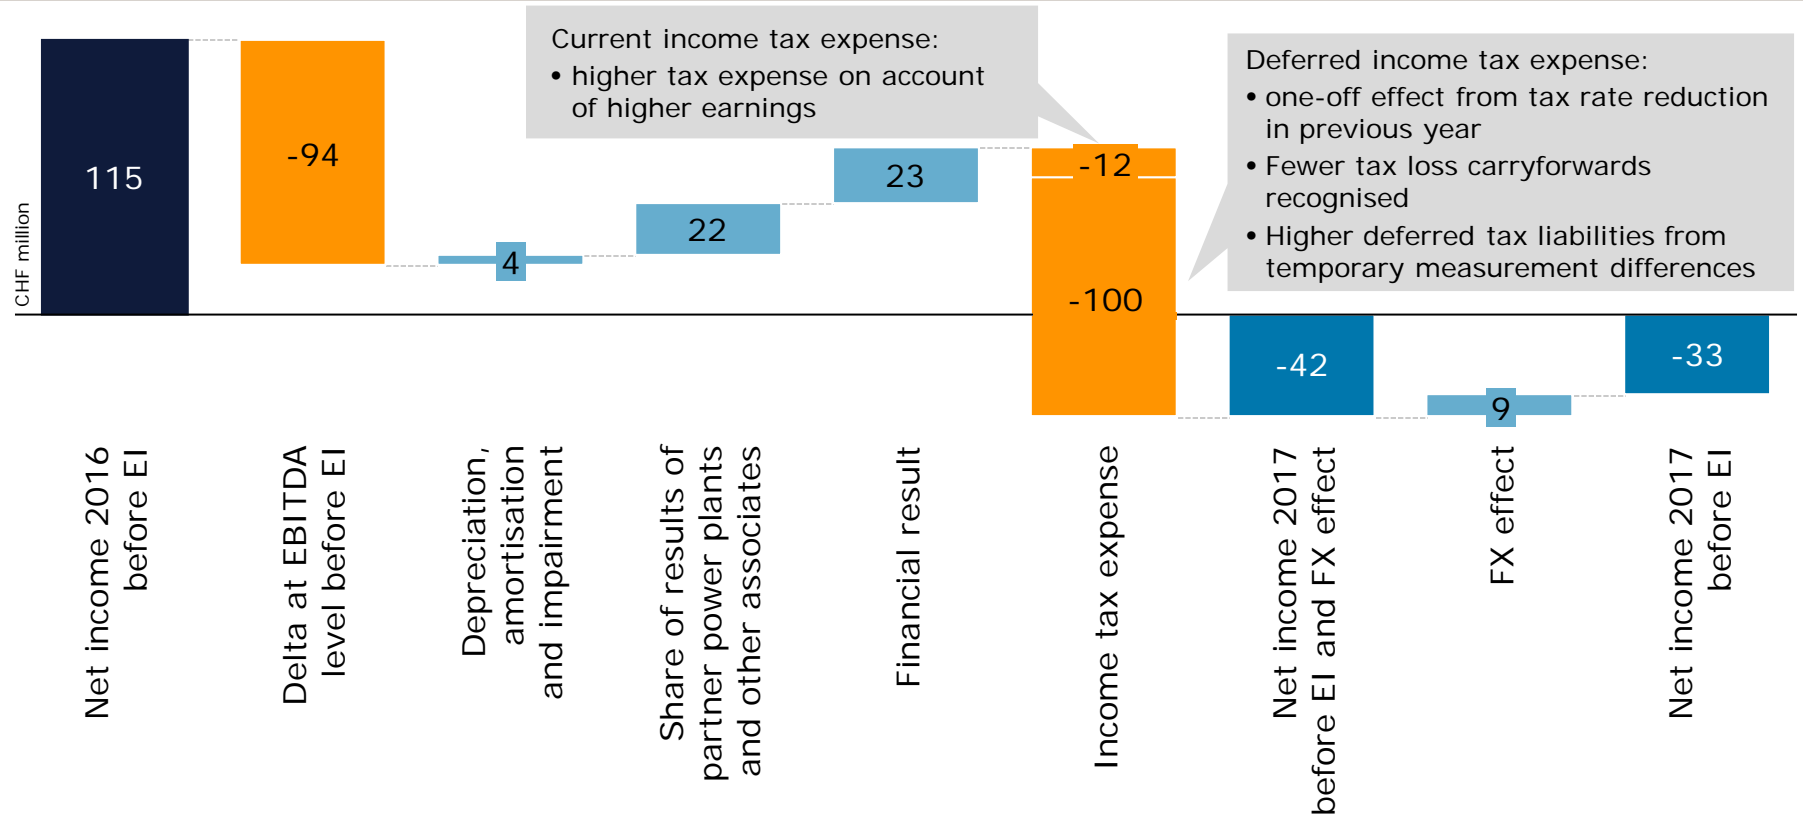 Current income tax expense:
• higher tax expense on account
of higher earnings
Deferred income tax expense:
• one-off effect from tax rate reduction
in previous year
• Fewer tax loss carryforwards
recognised
• Higher deferred tax liabilities from
temporary measurement differences
CHF million
115
-94
4
22
23
-12
-100
-42
9
-33
Net income 2016
before EI
Delta at EBITDA
level before EI
Depreciation,
amortisation
and impairment
Share of results of
partner power plants
and other associates
Financial result
Income tax expense
Net income 2017
before EI and FX effect
FX effect
Net income 2017
before EI